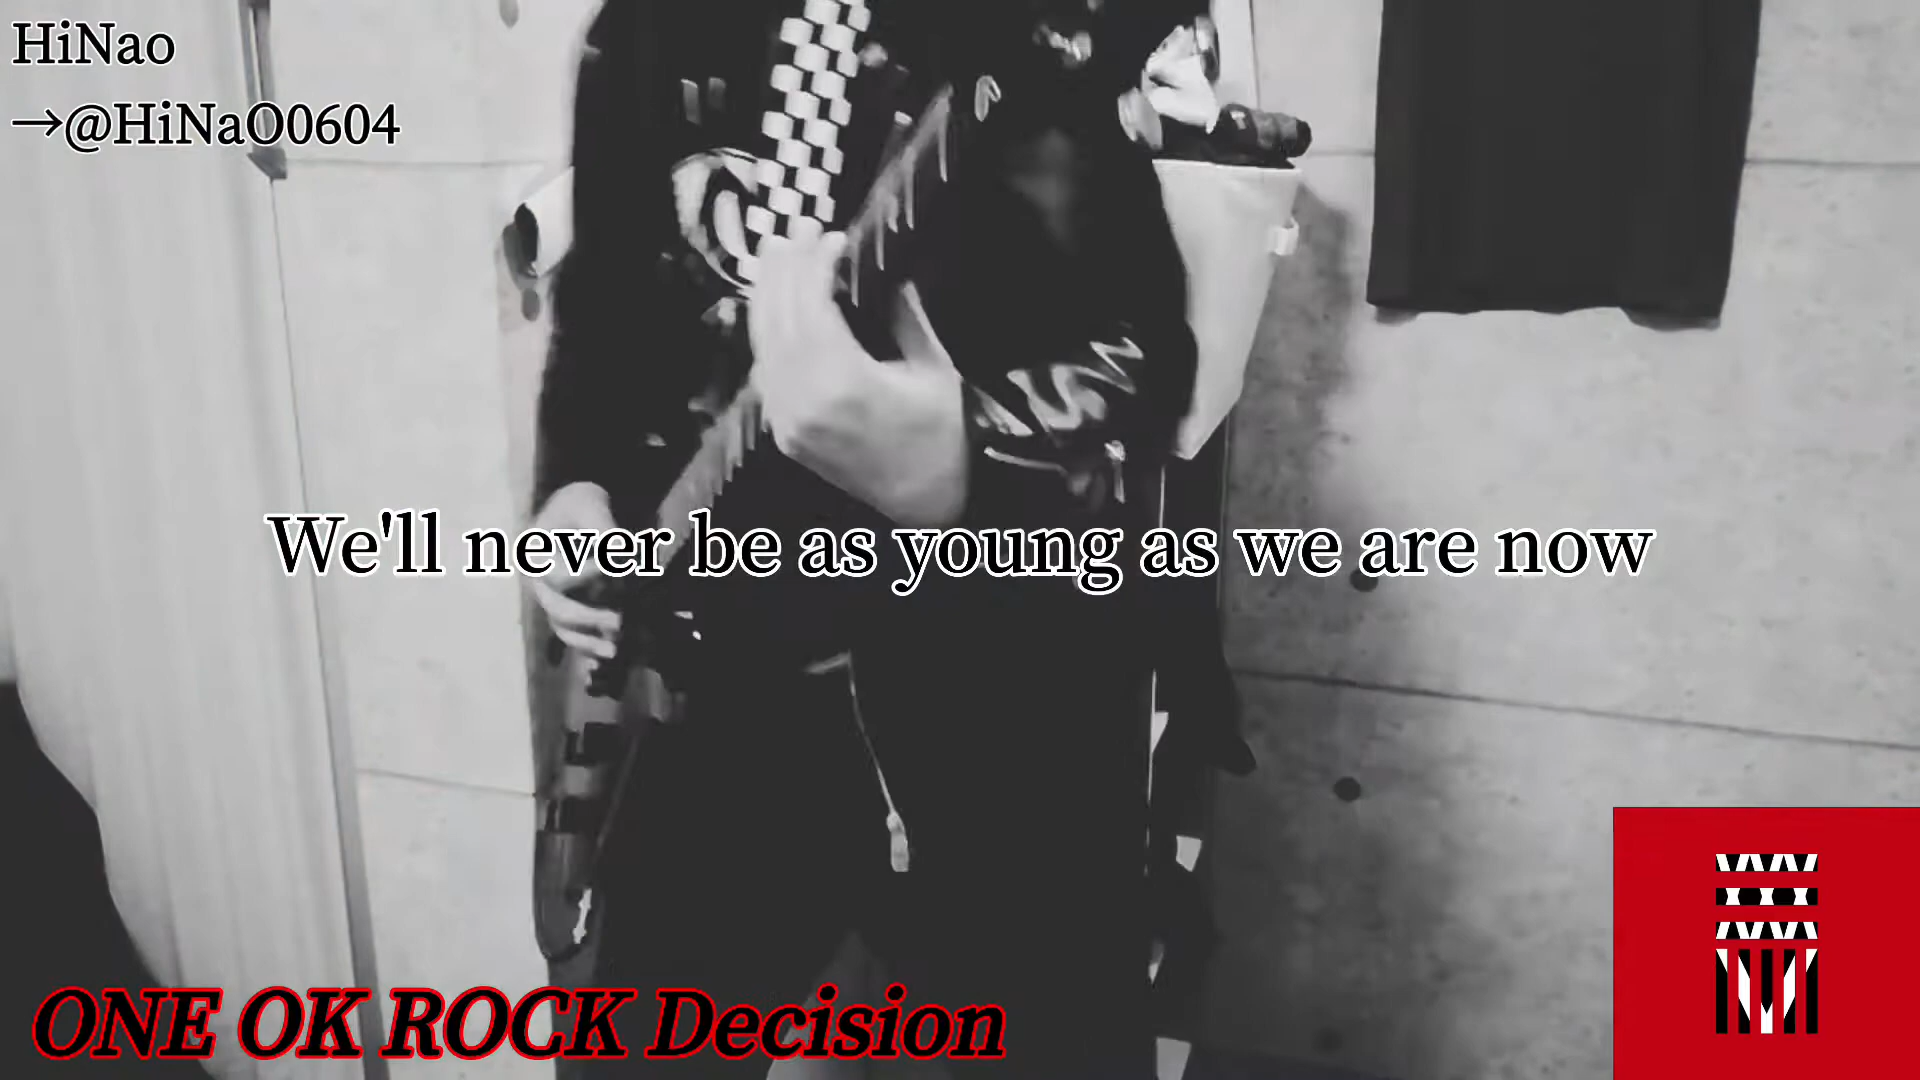 HiNao
→@HiNaO0604
We'll never be as young as we are now
ONE OK ROCK Decision